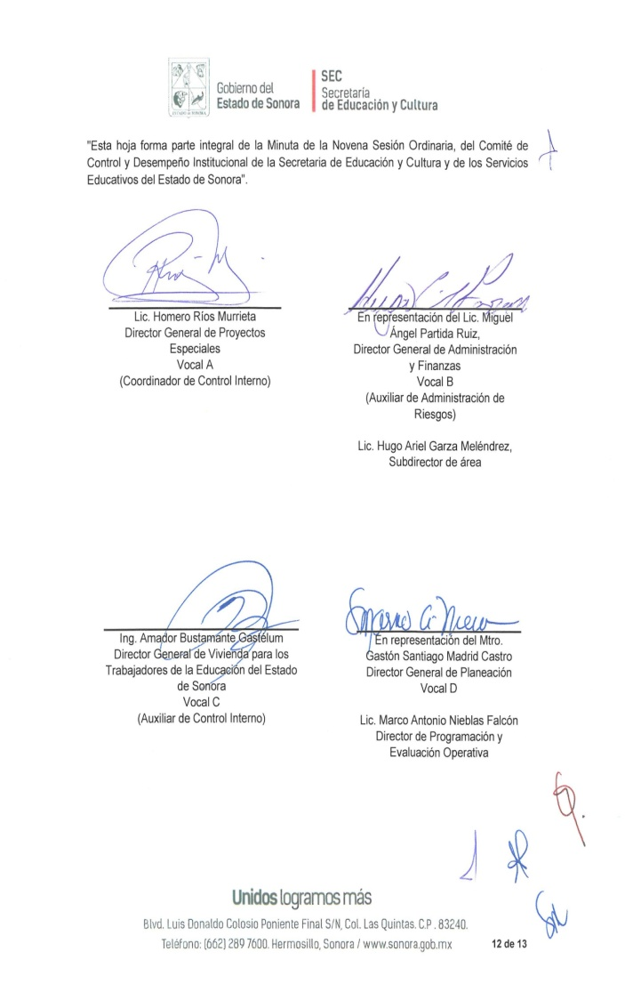 Gobierno del
Estado de Sonora
SEC
Secretaría
de Educación y Cultura
"Esta hoja forma parte integral de la Minuta de la Novena Sesión Ordinaria, del Comité de
Control y Desempeño Institucional de la Secretaria de Educación y Cultura y de los Servicios
Educativos del Estado de Sonora".
Lic. Homero Ríos Murrieta
Director General de Proyectos
Especiales
Vocal A
(Coordinador de Control Interno)
En representación del Lic. Miguel
Ángel Partida Ruiz,
Director General de Administración
y Finanzas
Vocal B
(Auxiliar de Administración de
Riesgos)
Lic. Hugo Ariel Garza Meléndrez,
Subdirector de área
Ing. Amador Bustamante Gastélum
Director General de Vivienda para los
Trabajadores de la Educación del Estado
de Sonora
Vocal C
(Auxiliar de Control Interno)
En representación del Mtro.
Gastón Santiago Madrid Castro
Director General de Planeación
Vocal D
Lic. Marco Antonio Nieblas Falcón
Director de Programación y
Evaluación Operativa
Unidos logramos más
Blvd. Luis Donaldo Colosio Poniente Final S/N, Col. Las Quintas. C.P . 83240.
Teléfono: (662) 289 7600. Hermosillo, Sonora / www.sonora.gob.mx
12 de 13